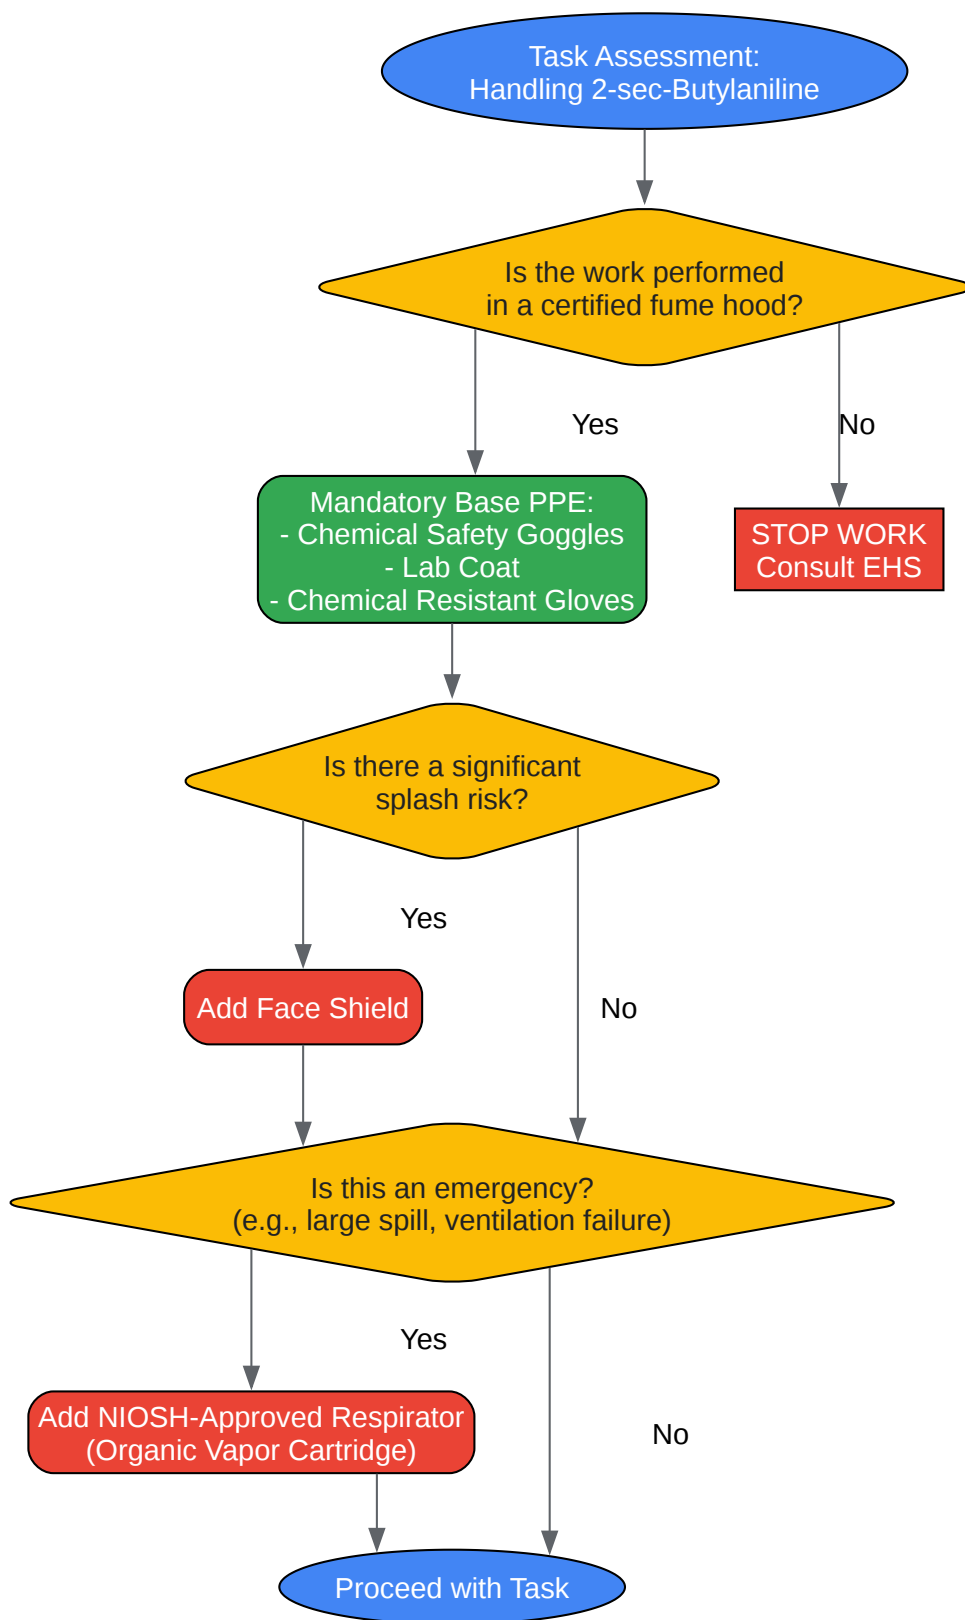 Task Assessment:
Handling 2-sec-Butylaniline
Is the work performed
in a certified fume hood?
Yes
No
Mandatory Base PPE:
- Chemical Safety Goggles
- Lab Coat
- Chemical Resistant Gloves
STOP WORK
Consult EHS
Is there a significant
splash risk?
Yes
Add Face Shield
No
Is this an emergency?
(e.g., large spill, ventilation failure)
Yes
Add NIOSH-Approved Respirator
(Organic Vapor Cartridge)
No
Proceed with Task